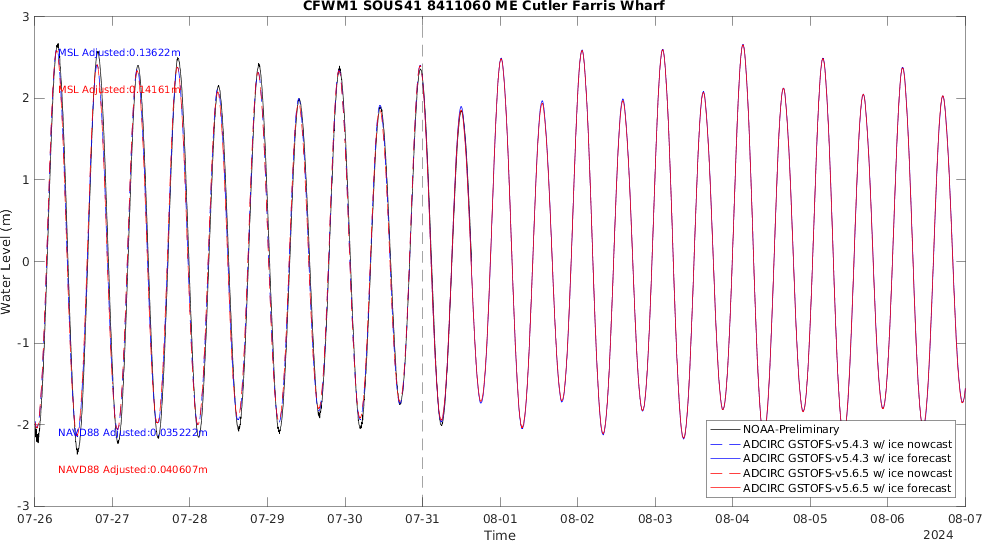 CFWM1 SOUS41 8411060 ME Cutler Farris Wharf
3
2
1
0
-1
-2
-3
Water Level (m)
MSL Adjusted:0.13622m
MSL Adjusted:0.14161m
NAVD88 Adjusted:0.035222m
NAVD88 Adjusted:0.040607m
NOAA-Preliminary
ADCIRC GSTOFS-v5.4.3 w/ ice nowcast
ADCIRC GSTOFS-v5.4.3 w/ ice forecast
ADCIRC GSTOFS-v5.6.5 w/ ice nowcast
ADCIRC GSTOFS-v5.6.5 w/ ice forecast
07-26 07-27 07-28 07-29 07-30 07-31 08-01 08-02 08-03 08-04 08-05 08-06 08-07
Time
2024